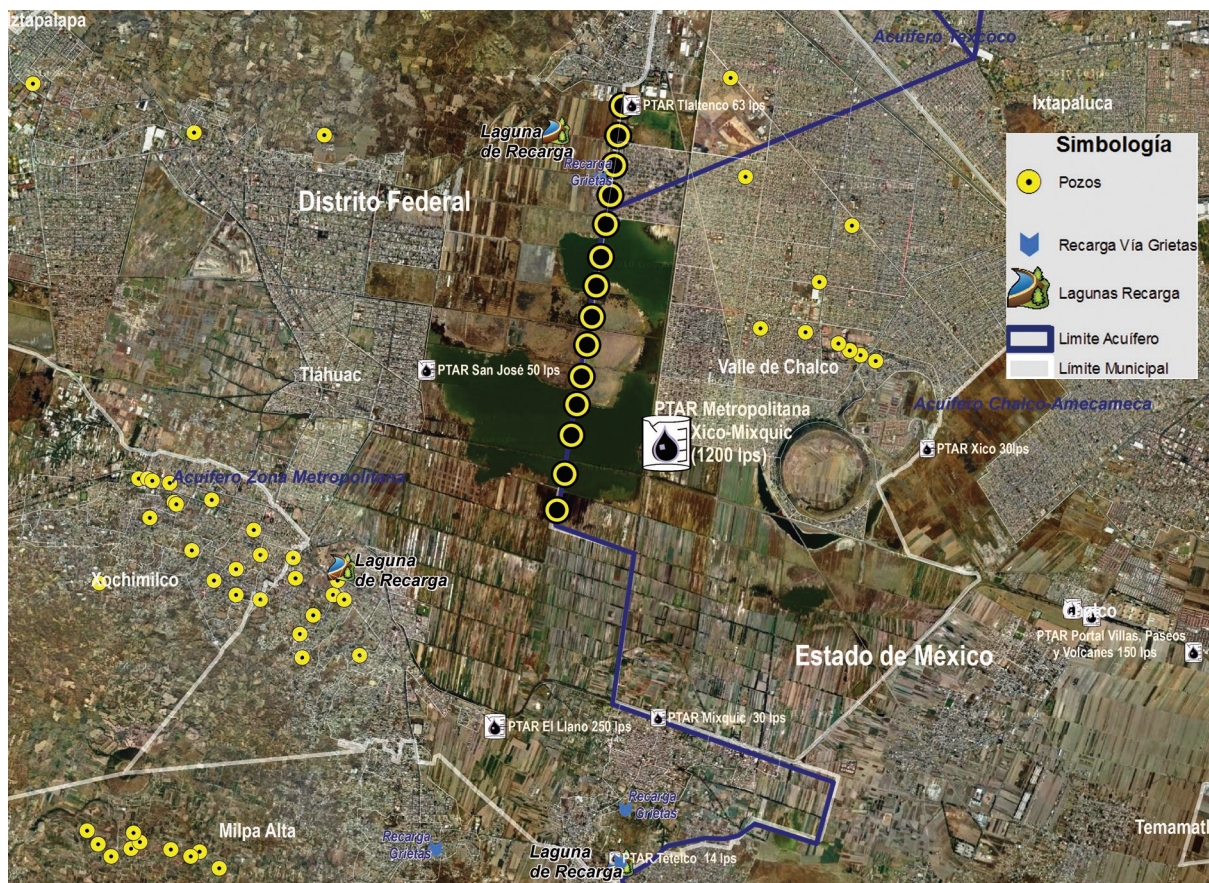 Iztapalapa
Acuífero Texcoco
Ixtapaluca
PTAR Tlaltenco 63 lps
Laguna
de Recarga
Recarga
Grietas
Simbología
Pozos
Recarga Vía Grietas
Lagunas Recarga
Limite Acuífero
Límite Municipal
Distrito Federal
Tláhuac
PTAR San José 50 lps
Valle de Chalco
Acuífero Chalco-Amecameca
PTAR Metropolitana
Xico-Mixquic
(1200 lps)
PTAR Xico 30lps
Acuífero Zona Metropolitana
Xochimilco
Laguna
de Recarga
PTAR Portal Villas, Paseos
y Volcanes 150 lps
Estado de México
PTAR El Llano 250 lps
PTAR Mixquic 30 lps
Recarga
Grietas
Milpa Alta
Recarga
Grietas
Laguna
de Recarga
PTAR Tetelco 14 lps